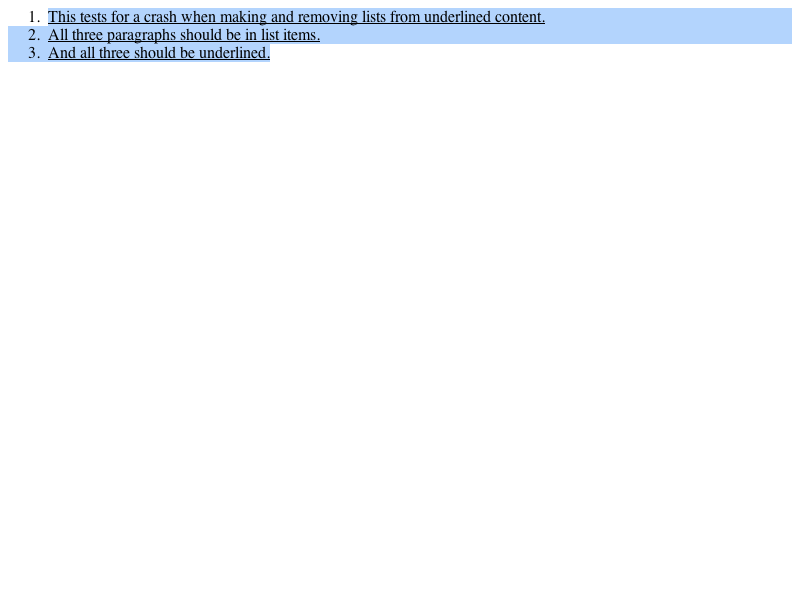 1. This tests for a crash when making and removing lists from underlined content.
2. All three paragraphs should be in list items.
3. And all three should be underlined.